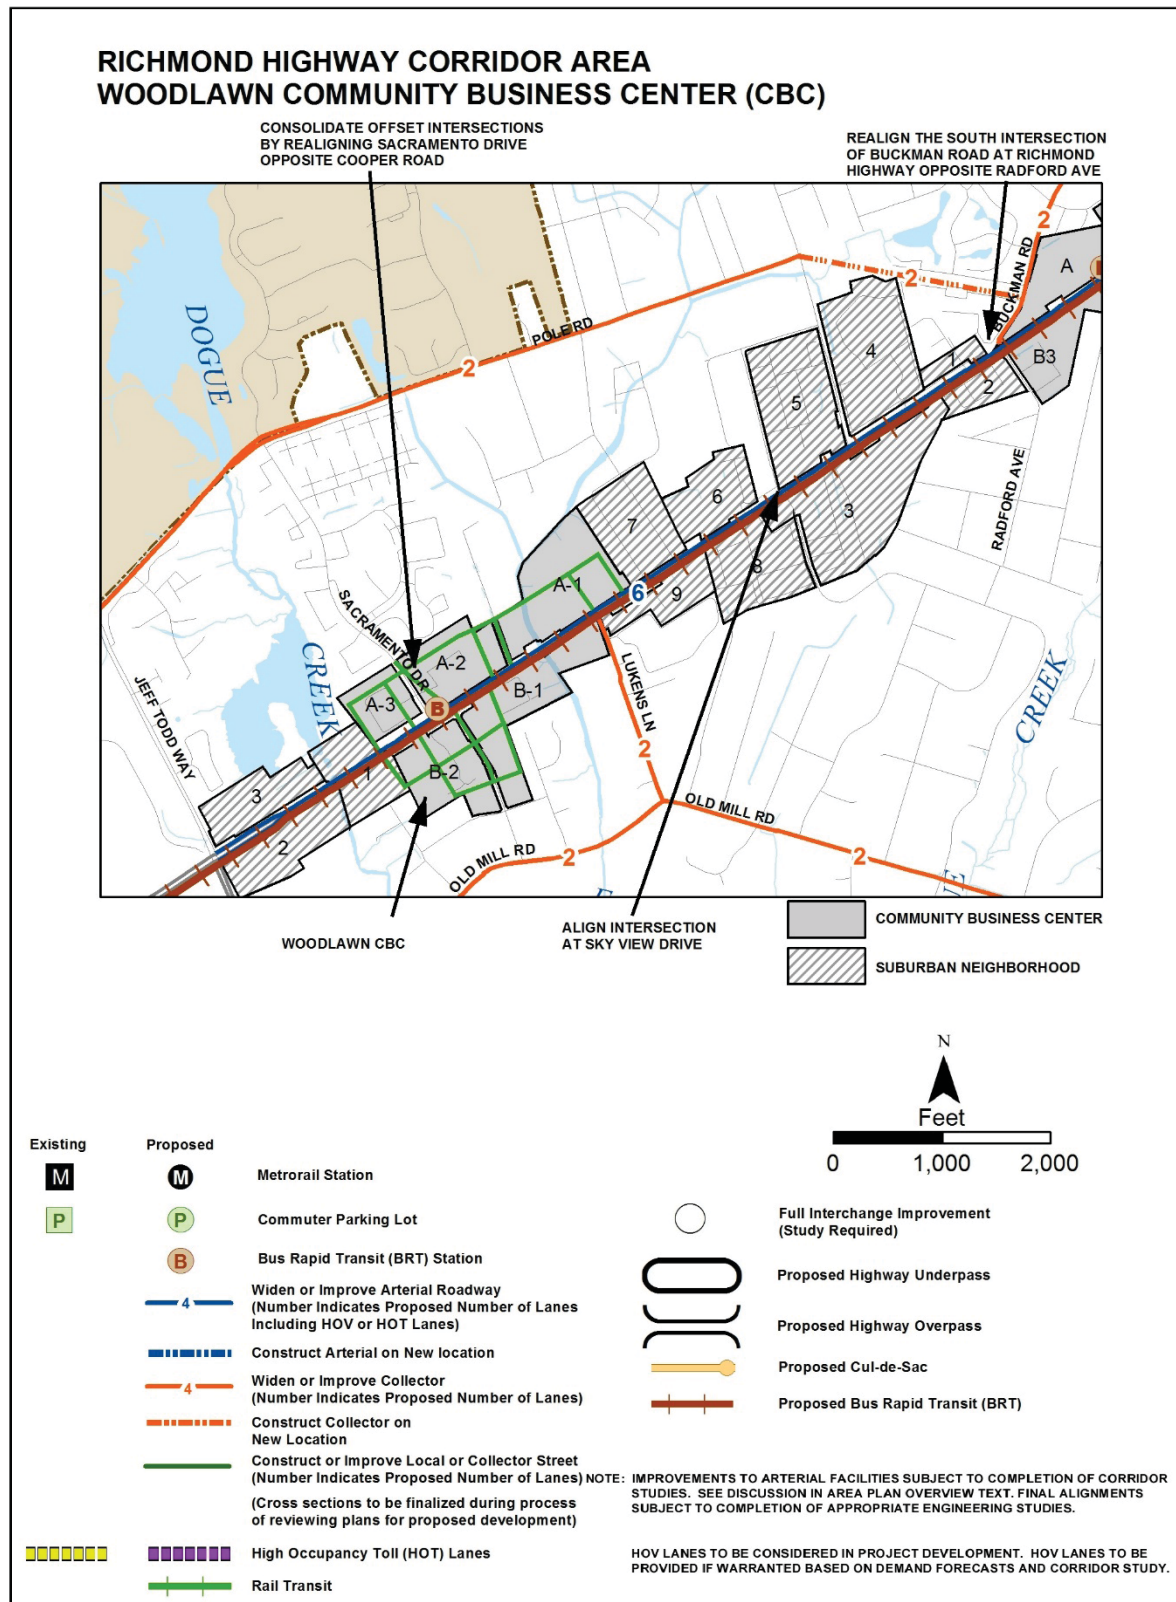 RICHMOND HIGHWAY CORRIDOR AREA
WOODLAWN COMMUNITY BUSINESS CENTER (CBC)
CONSOLIDATE OFFSET INTERSECTIONS
BY REALIGNING SACRAMENTO DRIVE
OPPOSITE COOPER ROAD
REALIGN THE SOUTH INTERSECTION
OF BUCKMAN ROAD AT RICHMOND
HIGHWAY OPPOSITE RADFORD AVE
2
BUCKMAN RD
A
2
DOGUE
POLE RD
2
4
1
B3
2
5
RADFORD AVE
6
3
7
8
A-1
6
9
SACRAMENTO DR
A-2
LUKENS LN
CREEK
CREEK
B-1
JEFF TODD WAY
A-3
B
2
1
B-2
3
OLD MILL RD
2
OLD MILL RD
2
2
WOODLAWN CBC
ALIGN INTERSECTION
AT SKY VIEW DRIVE
COMMUNITY BUSINESS CENTER
SUBURBAN NEIGHBORHOOD
N
Feet
0 1,000 2,000
Existing Proposed
M M Metrorail Station
P P Commuter Parking Lot
B Bus Rapid Transit (BRT) Station
4 Widen or Improve Arterial Roadway
(Number Indicates Proposed Number of Lanes
Including HOV or HOT Lanes)
Construct Arterial on New location
4 Widen or Improve Collector
(Number Indicates Proposed Number of Lanes)
Construct Collector on
New Location
Construct or Improve Local or Collector Street
(Number Indicates Proposed Number of Lanes)
(Cross sections to be finalized during process
of reviewing plans for proposed development)
High Occupancy Toll (HOT) Lanes
Rail Transit
Full Interchange Improvement
(Study Required)
Proposed Highway Underpass
Proposed Highway Overpass
Proposed Cul-de-Sac
Proposed Bus Rapid Transit (BRT)
NOTE: IMPROVEMENTS TO ARTERIAL FACILITIES SUBJECT TO COMPLETION OF CORRIDOR
STUDIES. SEE DISCUSSION IN AREA PLAN OVERVIEW TEXT. FINAL ALIGNMENTS
SUBJECT TO COMPLETION OF APPROPRIATE ENGINEERING STUDIES.
HOV LANES TO BE CONSIDERED IN PROJECT DEVELOPMENT. HOV LANES TO BE
PROVIDED IF WARRANTED BASED ON DEMAND FORECASTS AND CORRIDOR STUDY.